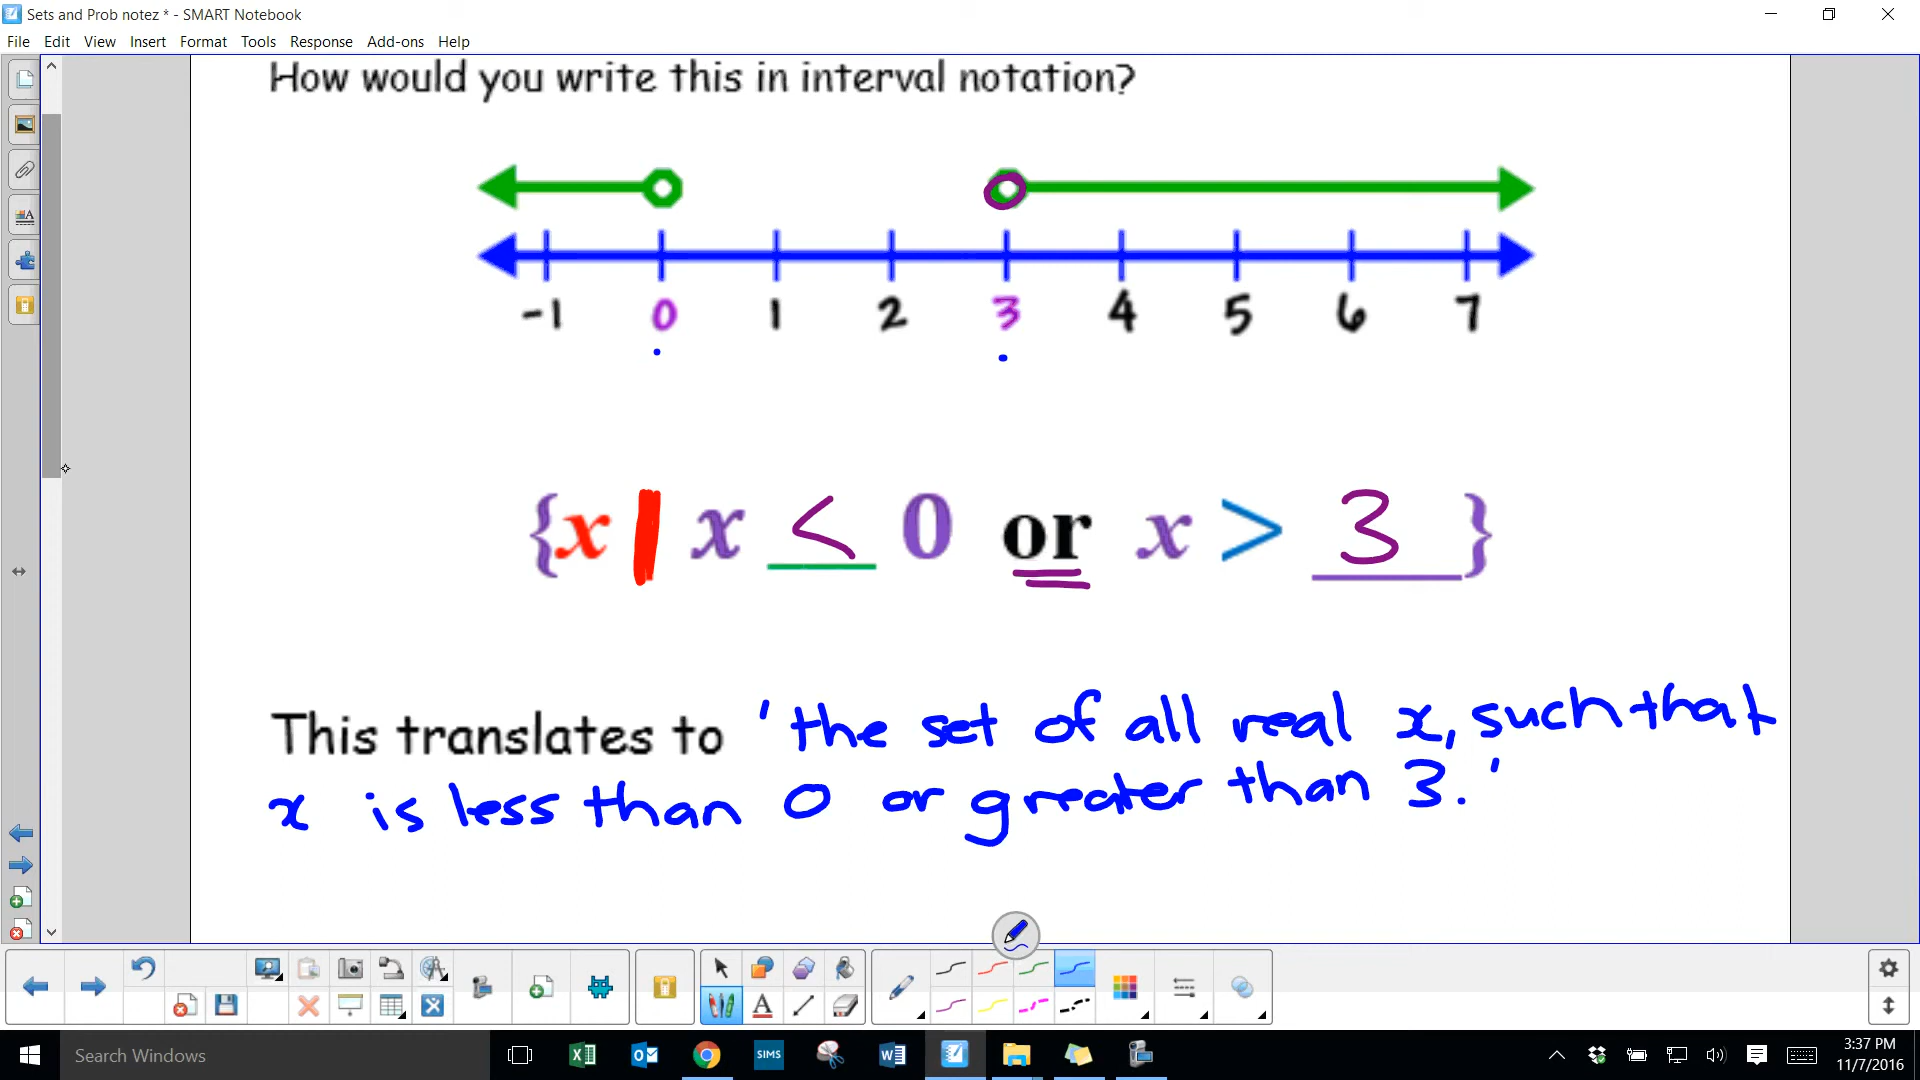 Sets and Prob notez * - SMART Notebook
File Edit View Insert Format Tools Response Add-ons Help
How would you write this in interval notation?
-1 0 1 2 3 4 5 6 7
{x | x < 0 or x > 3 }
This translates to 'the set of all real x, such that
x is less than 0 or greater than 3.'
Search Windows
SIMS
3:37 PM
11/7/2016